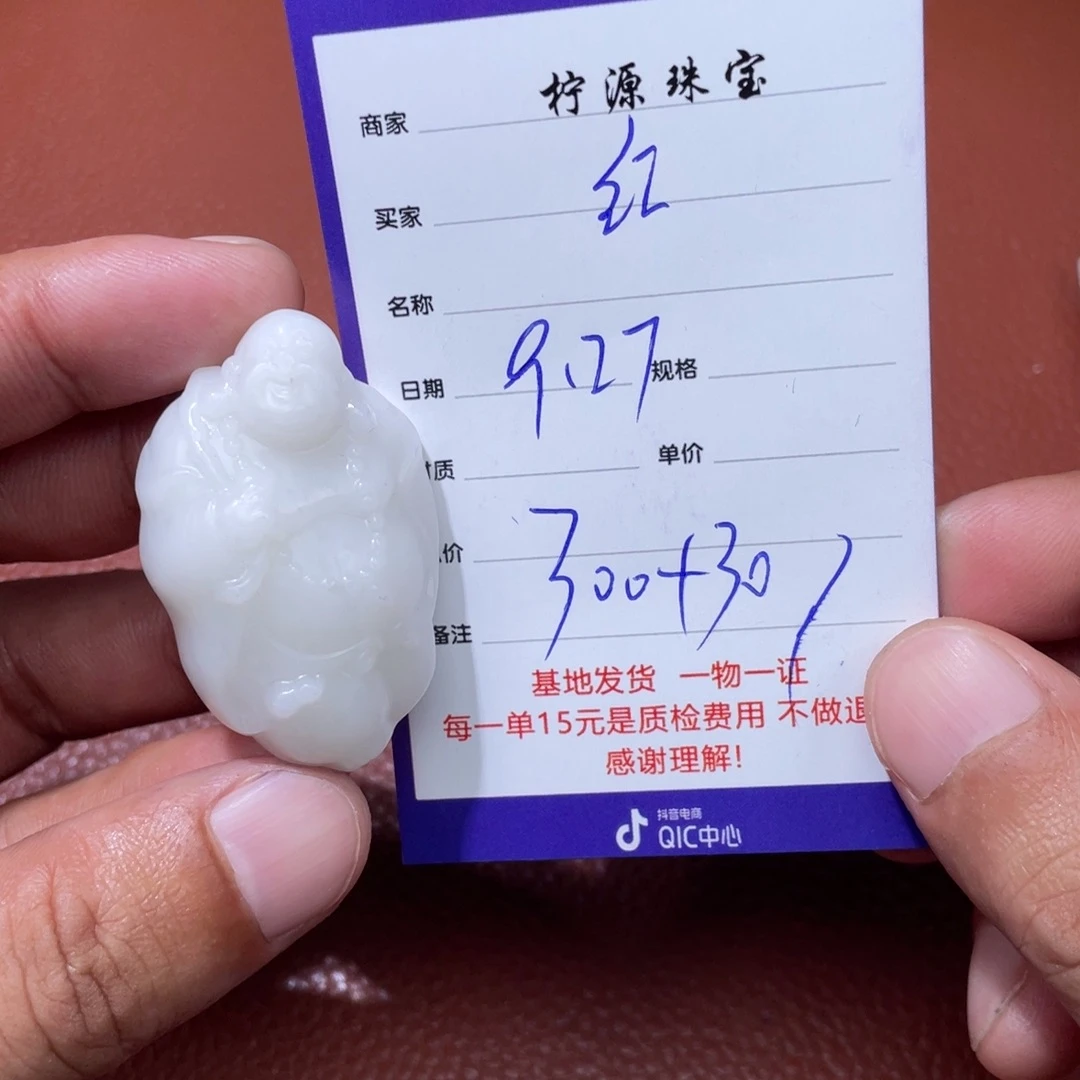 商家 柠源珠宝
买家 红
名称
日期 9.27 规格
质 单价
价 300+30
备注
基地发货 一物一证
每一单15元是质检费用 不做退
感谢理解!
抖音电商
QIC中心